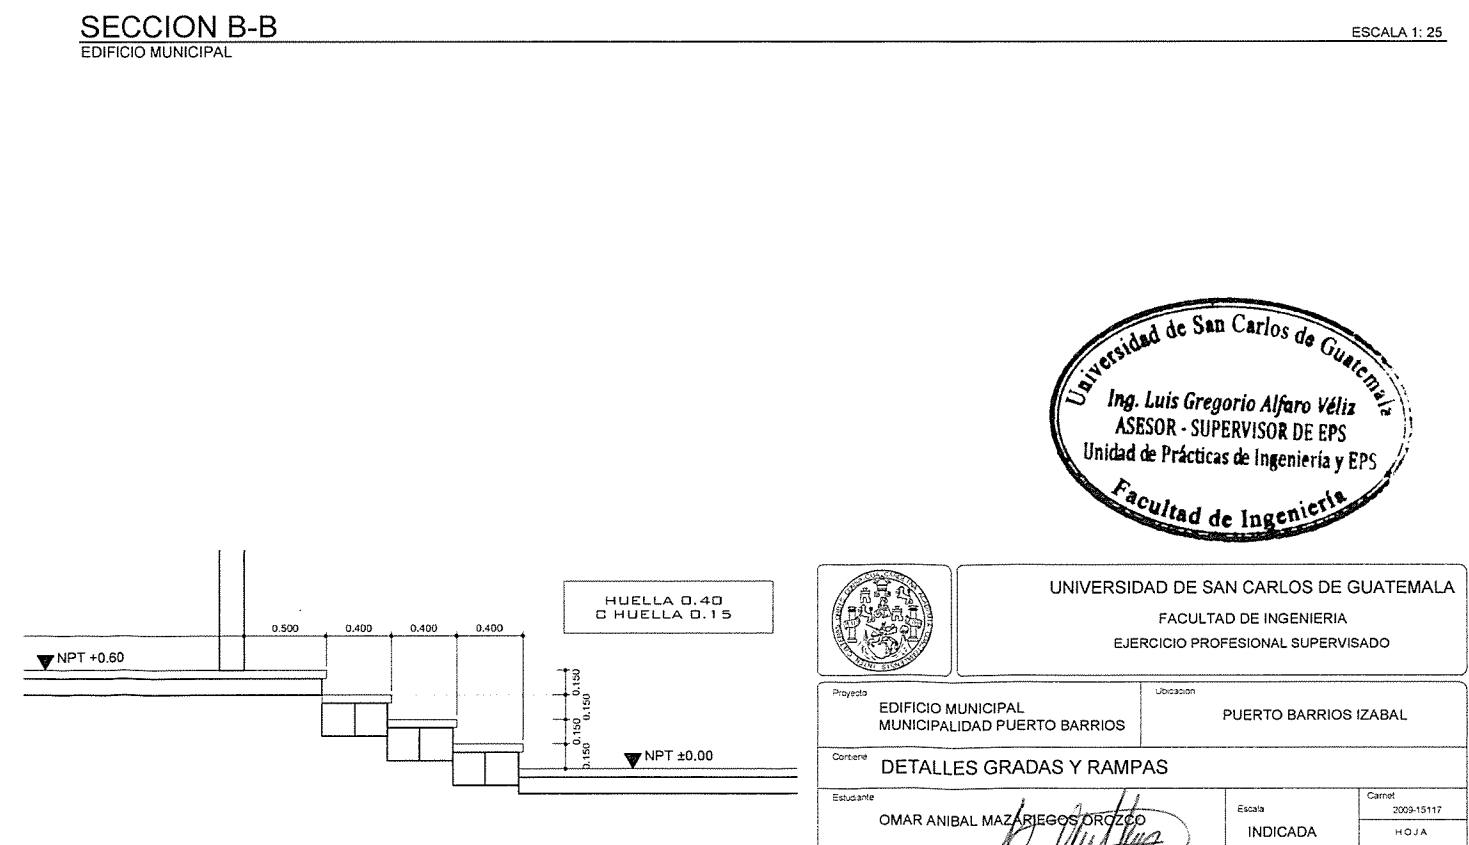 SECCION B-B
EDIFICIO MUNICIPAL
ESCALA 1: 25
Universidad de San Carlos de Guatemala
Ing. Luis Gregorio Alfaro Véliz
ASESOR - SUPERVISOR DE EPS
Unidad de Prácticas de Ingeniería y EPS
Facultad de Ingeniería
HUELLA 0.40
C HUELLA 0.15
0.500 0.400 0.400 0.400
NPT +0.60
0.150
0.150
0.150
0.150
NPT ±0.00
UNIVERSIDAD DE SAN CARLOS DE GUATEMALA
FACULTAD DE INGENIERIA
EJERCICIO PROFESIONAL SUPERVISADO
Proyecto
EDIFICIO MUNICIPAL
MUNICIPALIDAD PUERTO BARRIOS
Ubicacion
PUERTO BARRIOS IZABAL
Contiene
DETALLES GRADAS Y RAMPAS
Estudiante
OMAR ANIBAL MAZARIEGOS OROZCO
Escala
INDICADA
Carnet
2009-15117
HOJA